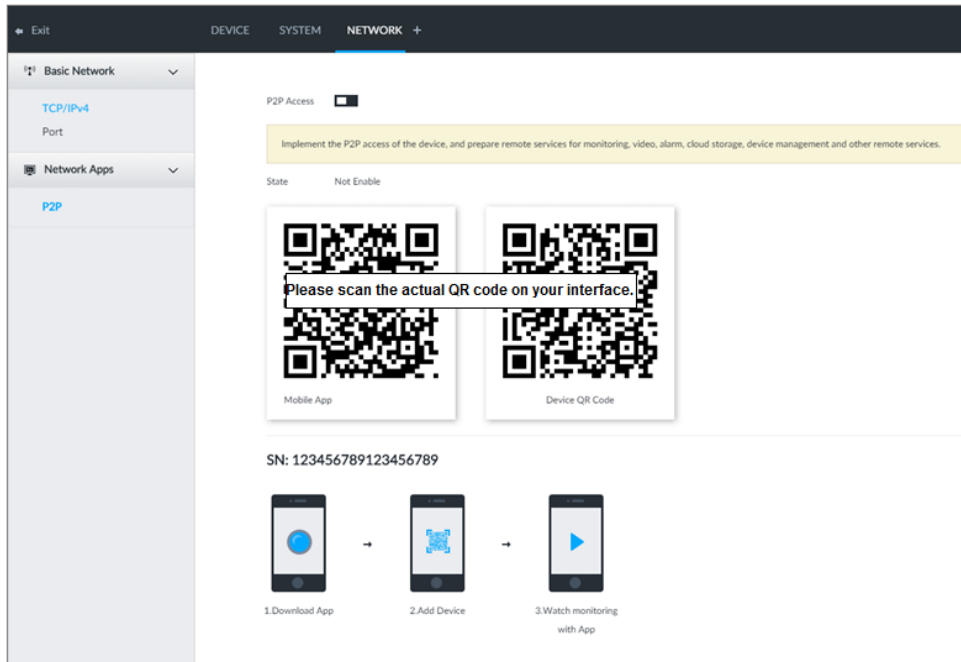 Exit
DEVICE SYSTEM NETWORK +
Basic Network
TCP/IPv4
Port
Network Apps
P2P
P2P Access
Implement the P2P access of the device, and prepare remote services for monitoring, video, alarm, cloud storage, device management and other remote services.
State Not Enable
Please scan the actual QR code on your interface.
Mobile App
Device QR Code
SN: 123456789123456789
1.Download App
2.Add Device
3.Watch monitoring
with App